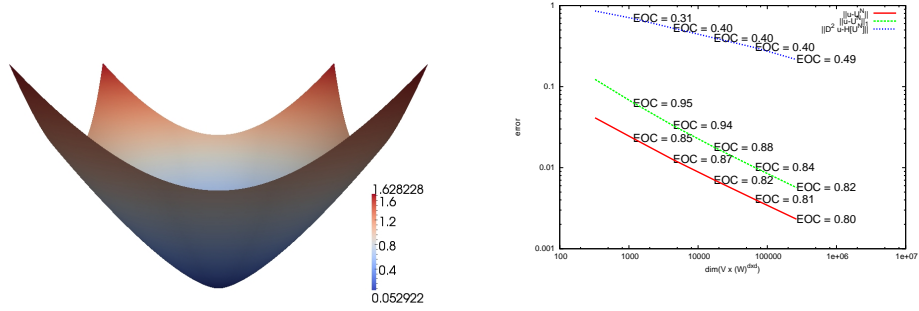 1.628228
1.6
1.2
0.8
0.4
0.052922
||u-U^N||
||u-U^N||_1
||D^2 u-H[U^N]||
1
0.1
0.01
0.001
error
EOC = 0.31
EOC = 0.40
EOC = 0.40
EOC = 0.40
EOC = 0.49
EOC = 0.95
EOC = 0.94
EOC = 0.88
EOC = 0.84
EOC = 0.82
EOC = 0.85
EOC = 0.87
EOC = 0.82
EOC = 0.81
EOC = 0.80
100 1000 10000 100000 1e+06 1e+07
dim(V x (W)^dxd)